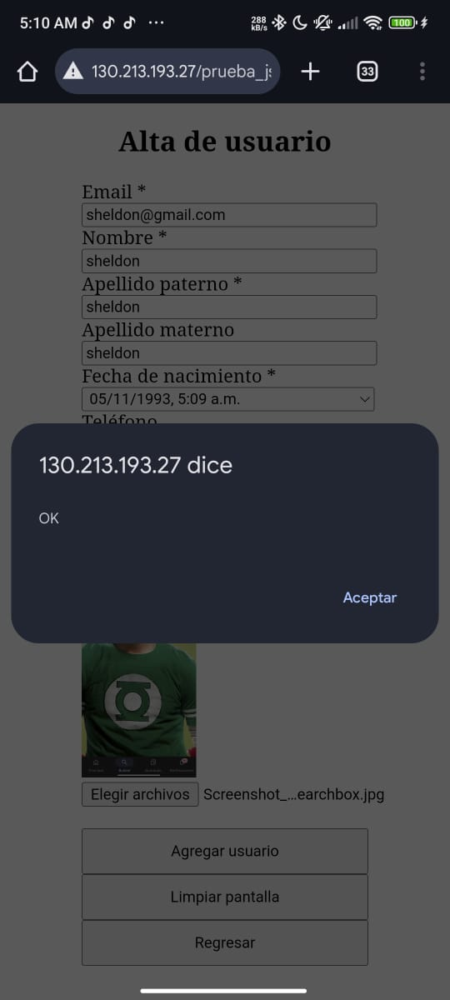 5:10 AM
288
kB/s
100
130.213.193.27/prueba_js
33
Alta de usuario
Email *
sheldon@gmail.com
Nombre *
sheldon
Apellido paterno *
sheldon
Apellido materno
sheldon
Fecha de nacimiento *
05/11/1993, 5:09 a.m.
Teléfono
130.213.193.27 dice
OK
Aceptar
Elegir archivos Screenshot_...earchbox.jpg
Agregar usuario
Limpiar pantalla
Regresar